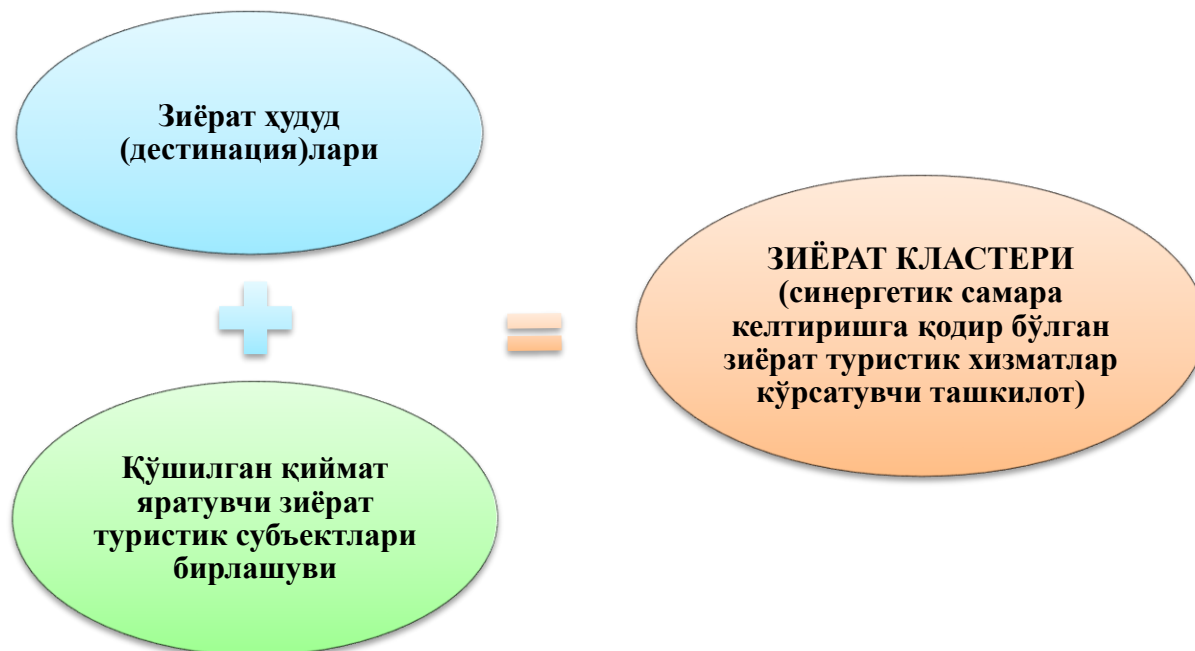 Зиёрат ҳудуд
(дестинация)лари
Қўшилган қиймат
яратувчи зиёрат
туристик субъектлари
бирлашуви
ЗИЁРАТ КЛАСТЕРИ
(синергетик самара
келтиришга қодир бўлган
зиёрат туристик хизматлар
кўрсатувчи ташкилот)